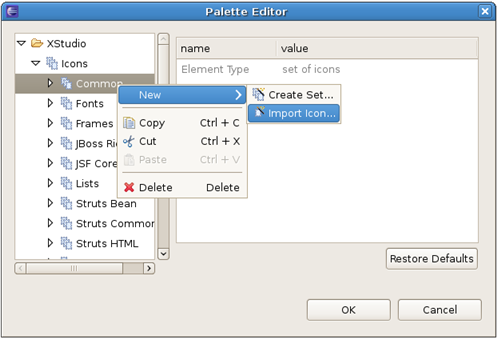 Palette Editor
XStudio
Icons
Common
Fonts
Frames
JBoss Ri
JSF Core
Lists
Struts Bean
Struts Common
Struts HTML
name value
Element Type set of icons
New
Copy Ctrl + C
Cut Ctrl + X
Paste Ctrl + V
Delete Delete
Create Set...
Import Icon...
Restore Defaults
OK Cancel